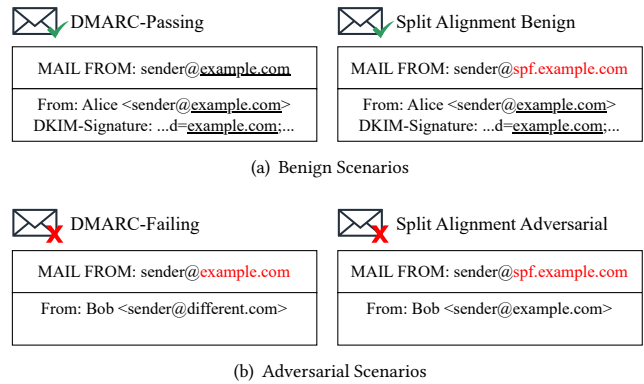 DMARC-Passing
MAIL FROM: sender@example.com
From: Alice <sender@example.com>
DKIM-Signature: ...d=example.com;...
Split Alignment Benign
MAIL FROM: sender@spf.example.com
From: Alice <sender@example.com>
DKIM-Signature: ...d=example.com;...
(a) Benign Scenarios
DMARC-Failing
MAIL FROM: sender@example.com
From: Bob <sender@different.com>
Split Alignment Adversarial
MAIL FROM: sender@spf.example.com
From: Bob <sender@example.com>
(b) Adversarial Scenarios